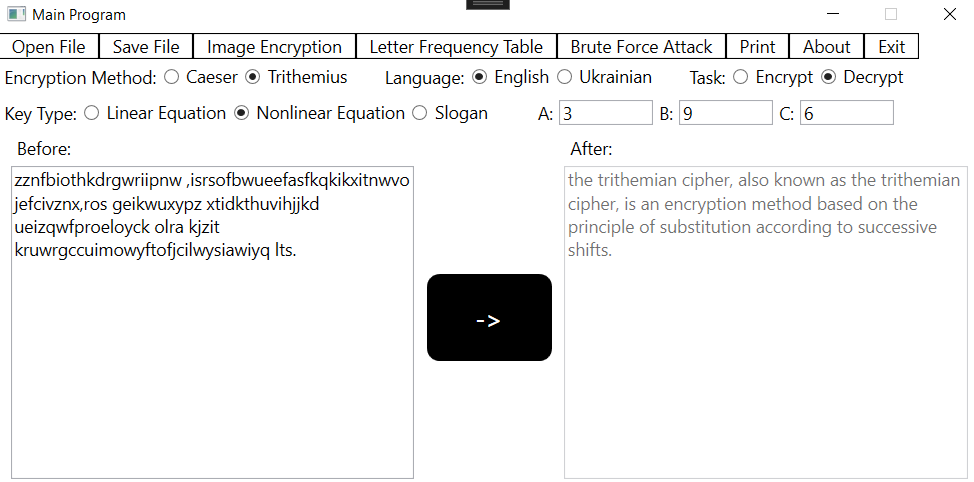 Main Program
Open File Save File Image Encryption Letter Frequency Table Brute Force Attack Print About Exit
Encryption Method: Caeser Trithemius Language: English Ukrainian Task: Encrypt Decrypt
Key Type: Linear Equation Nonlinear Equation Slogan A: 3 B: 9 C: 6
Before:
zznfbiothkdrgwriipnw ,isrsofbwueefasfkqkikxitnwvo
jefcivznx,ros geikwuxypz xtidkthuvihjjkd
ueizqwfproeloyck olra kjzit
kruwrgccuimowyftofjcilwysiawiyq lts.
->
After:
the trithemian cipher, also known as the trithemian
cipher, is an encryption method based on the
principle of substitution according to successive
shifts.